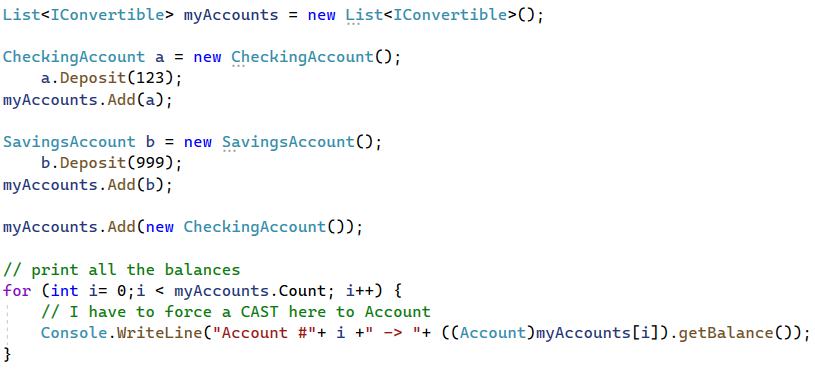 List<IConvertible> myAccounts = new List<IConvertible>();
CheckingAccount a = new CheckingAccount();
a.Deposit(123);
myAccounts.Add(a);
SavingsAccount b = new SavingsAccount();
b.Deposit(999);
myAccounts.Add(b);
myAccounts.Add(new CheckingAccount());
// print all the balances
for (int i= 0;i < myAccounts.Count; i++) {
// I have to force a CAST here to Account
Console.WriteLine("Account #"+ i +" -> "+ ((Account)myAccounts[i]).getBalance());
}